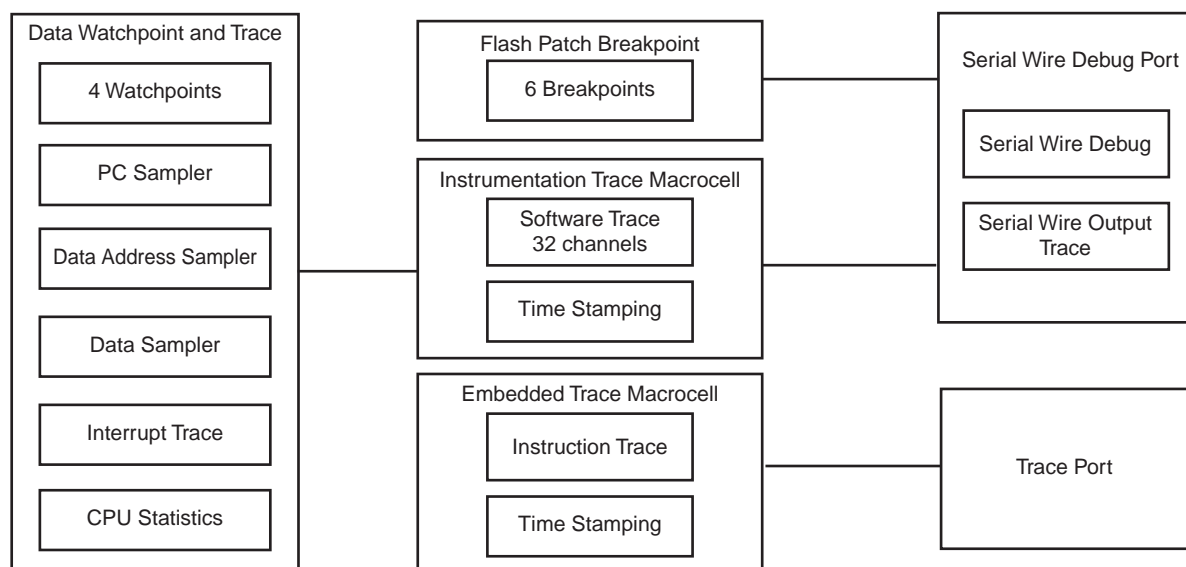 Data Watchpoint and Trace
4 Watchpoints
PC Sampler
Data Address Sampler
Data Sampler
Interrupt Trace
CPU Statistics
Flash Patch Breakpoint
6 Breakpoints
Instrumentation Trace Macrocell
Software Trace
32 channels
Time Stamping
Embedded Trace Macrocell
Instruction Trace
Time Stamping
Serial Wire Debug Port
Serial Wire Debug
Serial Wire Output
Trace
Trace Port